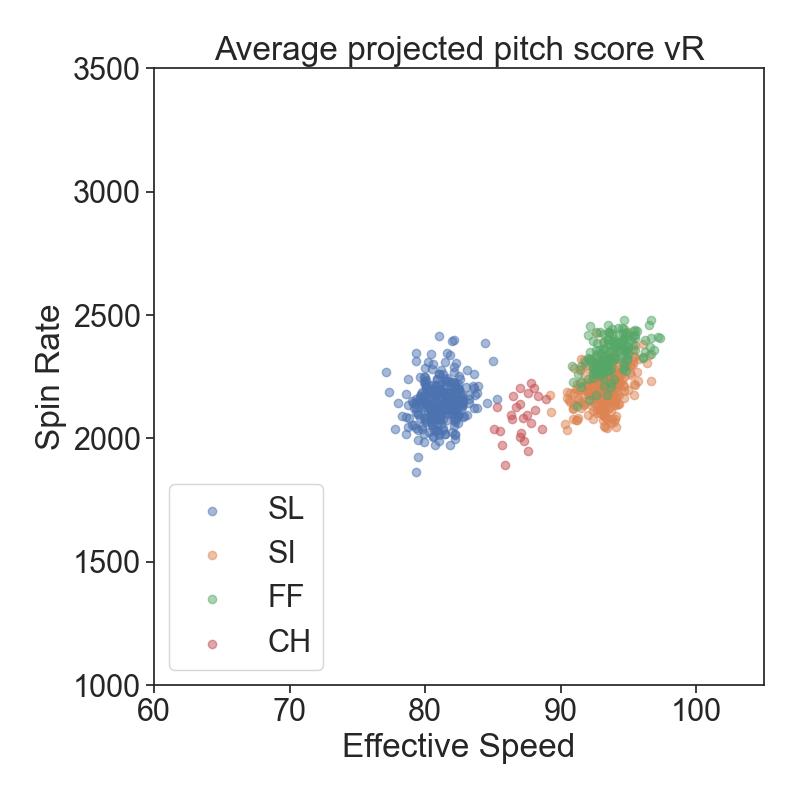 Average projected pitch score vR
3500
3000
2500
2000
1500
1000
Spin Rate
SL
SI
FF
CH
60 70 80 90 100
Effective Speed